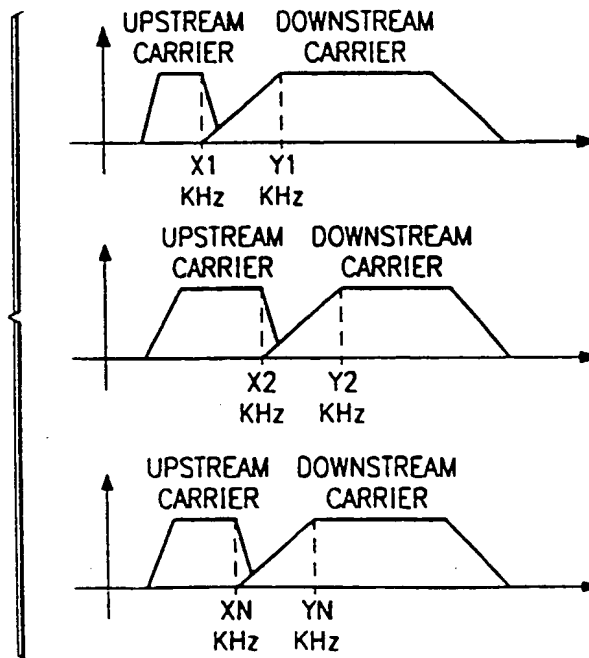 UPSTREAM DOWNSTREAM
CARRIER CARRIER
X1 Y1
KHz KHz
UPSTREAM DOWNSTREAM
CARRIER CARRIER
X2 Y2
KHz KHz
UPSTREAM DOWNSTREAM
CARRIER CARRIER
XN YN
KHz KHz